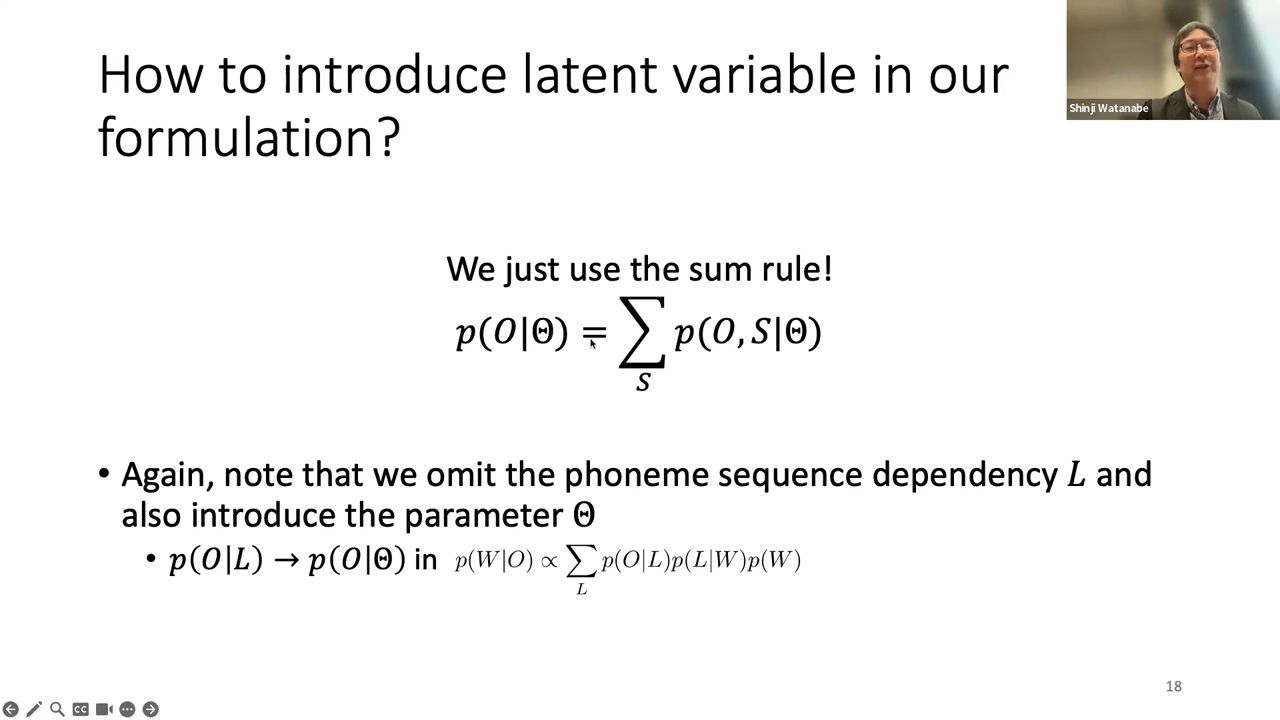 How to introduce latent variable in our
formulation?
Shinji Watanabe
We just use the sum rule!
p(O|Θ) = ∑ p(O, S|Θ)
S
• Again, note that we omit the phoneme sequence dependency L and
also introduce the parameter Θ
• p(O|L) → p(O|Θ) in p(W|O) ∝ ∑ p(O|L)p(L|W)p(W)
L
18
CC